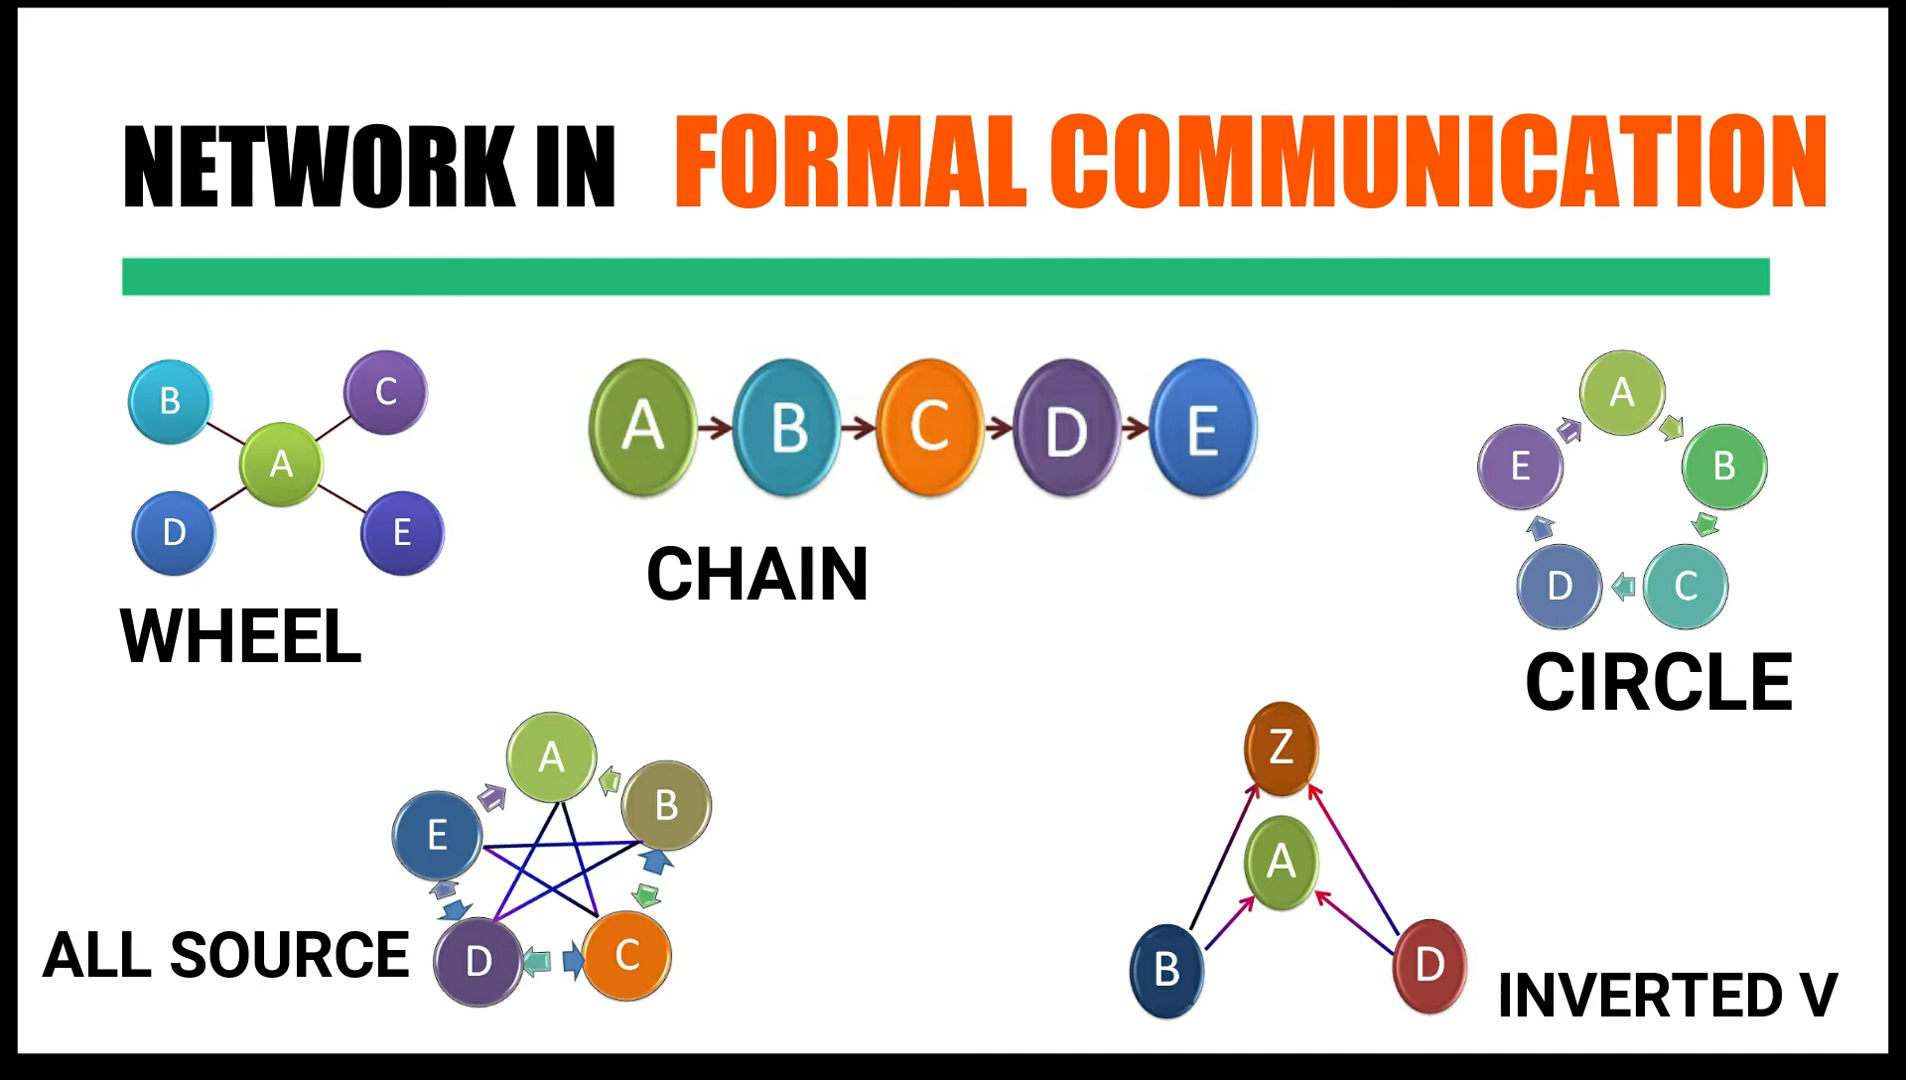 NETWORK IN FORMAL COMMUNICATION
B
C
A
D
E
WHEEL
A B C D E
CHAIN
A
E
B
D
C
CIRCLE
A
B
E
D
C
ALL SOURCE
Z
A
B
D
INVERTED V